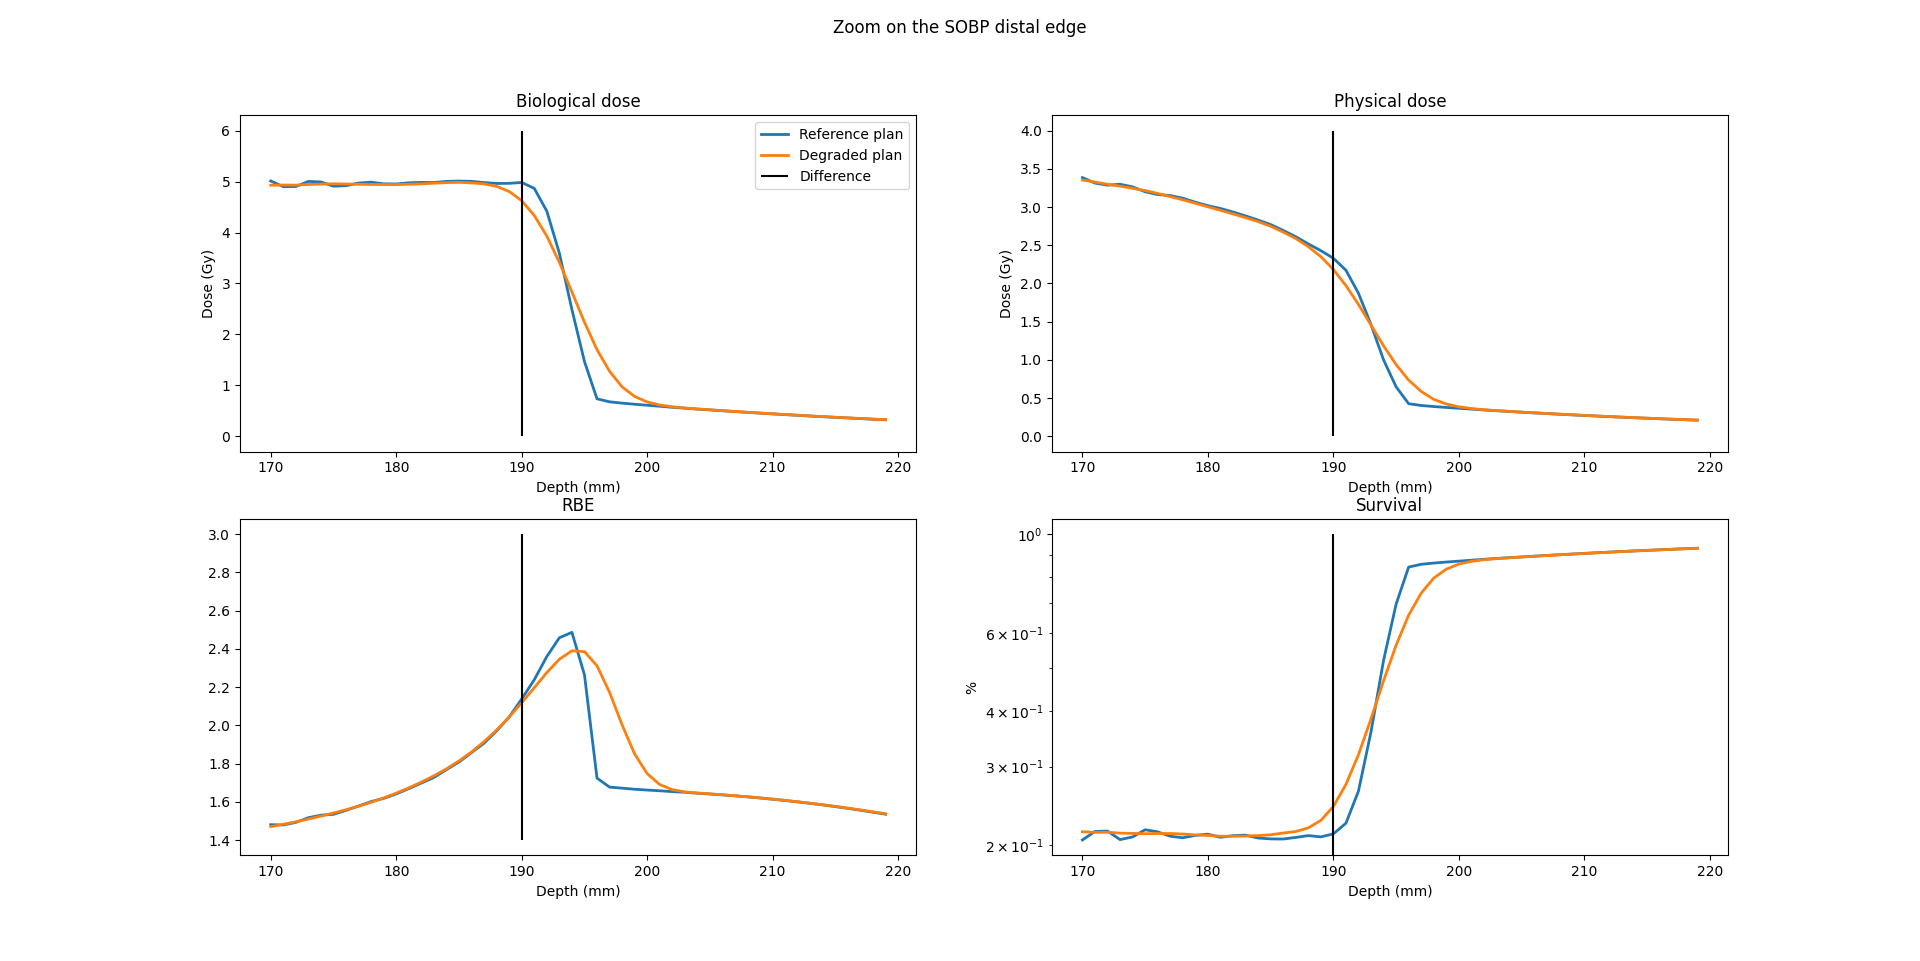 Zoom on the SOBP distal edge
Biological dose
Dose (Gy)
6
5
4
3
2
1
0
Reference plan
Degraded plan
Difference
170 180 190 200 210 220
Depth (mm)
Physical dose
Dose (Gy)
4.0
3.5
3.0
2.5
2.0
1.5
1.0
0.5
0.0
170 180 190 200 210 220
Depth (mm)
RBE
3.0
2.8
2.6
2.4
2.2
2.0
1.8
1.6
1.4
170 180 190 200 210 220
Depth (mm)
Survival
%
10⁰
6 × 10⁻¹
4 × 10⁻¹
3 × 10⁻¹
2 × 10⁻¹
170 180 190 200 210 220
Depth (mm)